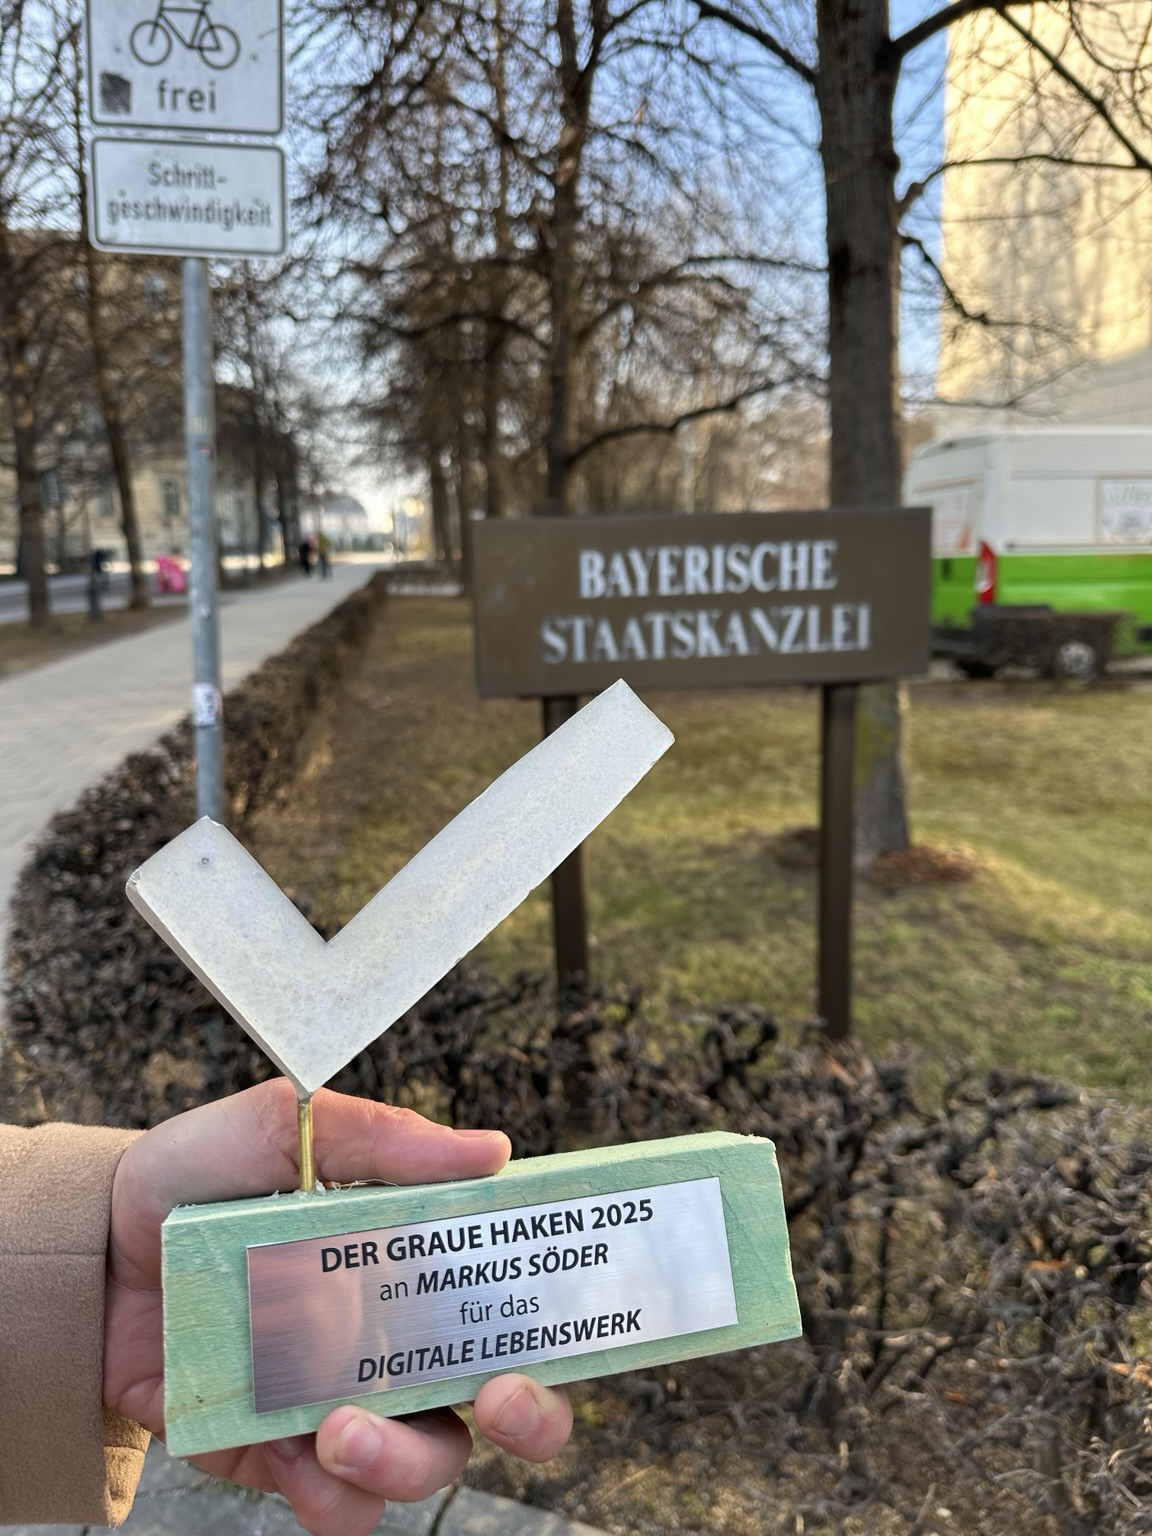 frei
Schritt-
geschwindigkeit
BAYERISCHE
STAATSKANZLEI
DER GRAUE HAKEN 2025
an MARKUS SÖDER
für das
DIGITALE LEBENSWERK